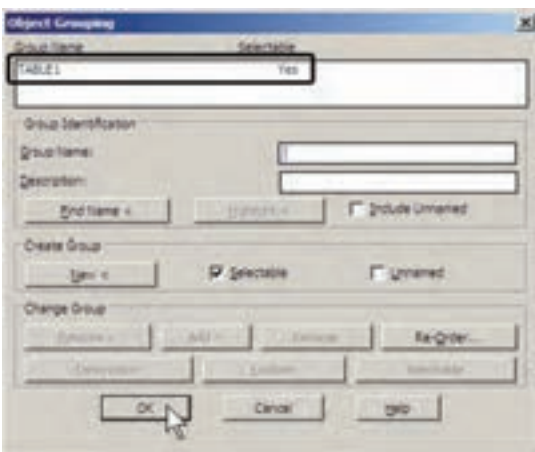 Object Grouping
Group Name Selectable
TABLE1 Yes
Group Identification
Group Name:
Description:
Find Name < Highlight < Include Unnamed
Create Group
New < Selectable Unnamed
Change Group
Remove < Add < Rename Re-Order...
Description Explode Selectable
OK Cancel Help